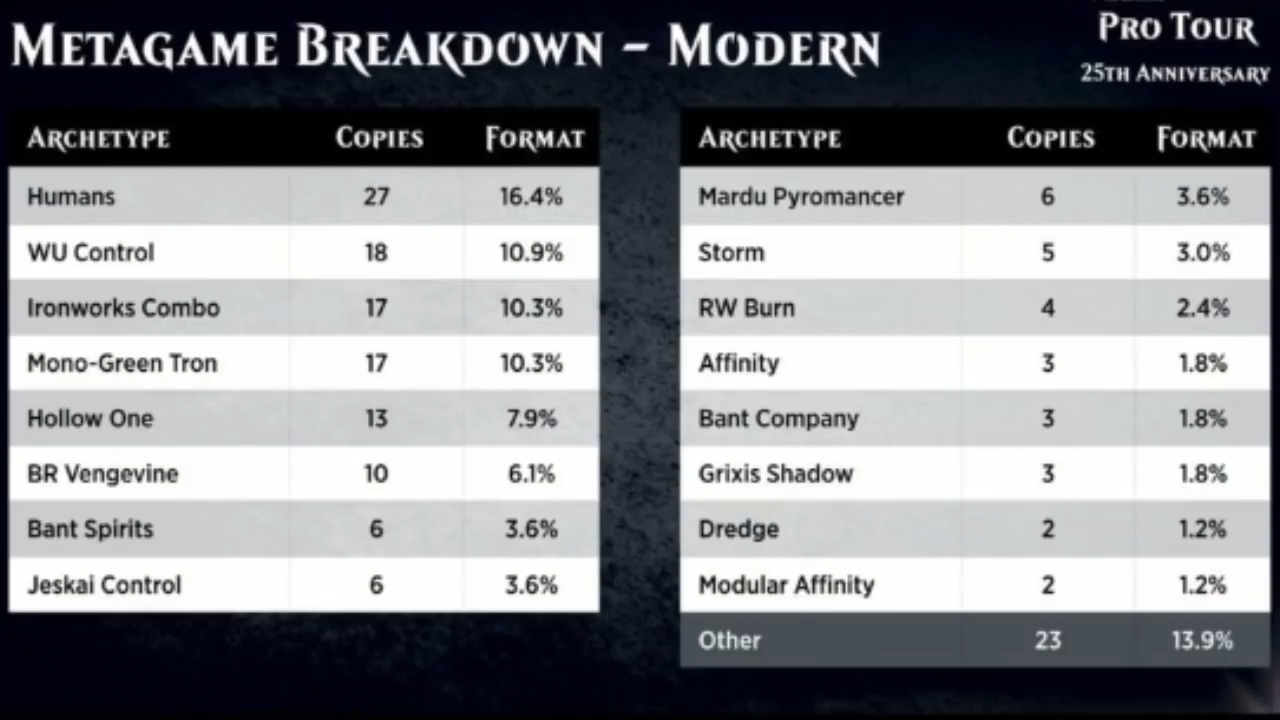 Metagame Breakdown – Modern
Pro Tour
25th Anniversary
Archetype Copies Format
Humans 27 16.4%
WU Control 18 10.9%
Ironworks Combo 17 10.3%
Mono-Green Tron 17 10.3%
Hollow One 13 7.9%
BR Vengevine 10 6.1%
Bant Spirits 6 3.6%
Jeskai Control 6 3.6%
Archetype Copies Format
Mardu Pyromancer 6 3.6%
Storm 5 3.0%
RW Burn 4 2.4%
Affinity 3 1.8%
Bant Company 3 1.8%
Grixis Shadow 3 1.8%
Dredge 2 1.2%
Modular Affinity 2 1.2%
Other 23 13.9%